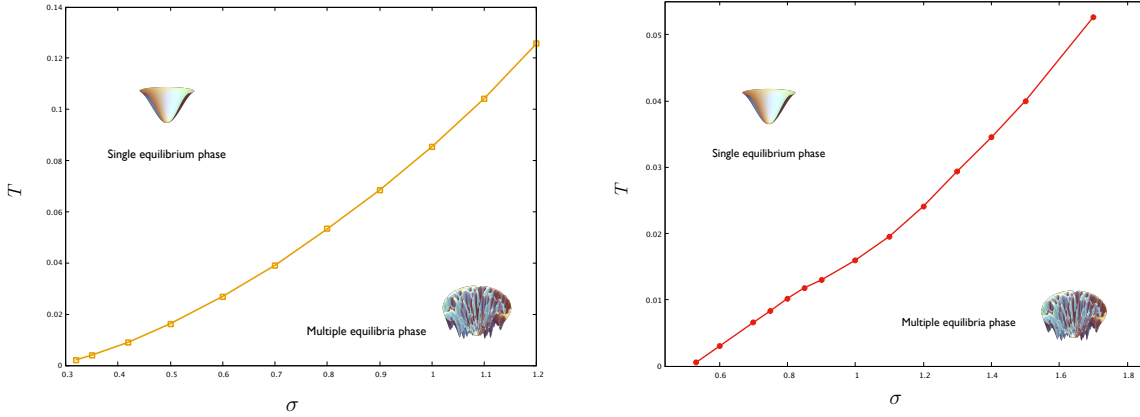 0.14
0.12
0.1
0.08
0.06
0.04
0.02
0
T
Single equilibrium phase
Multiple equilibria phase
0.3 0.4 0.5 0.6 0.7 0.8 0.9 1 1.1 1.2
σ
0.05
0.04
0.03
0.02
0.01
0
T
Single equilibrium phase
Multiple equilibria phase
0.6 0.8 1 1.2 1.4 1.6 1.8
σ